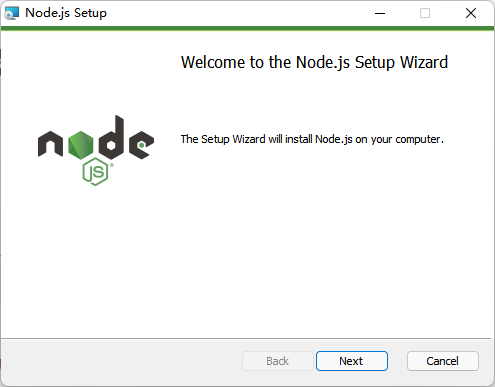 Node.js Setup
Welcome to the Node.js Setup Wizard
The Setup Wizard will install Node.js on your computer.
node
JS®
Back
Next
Cancel